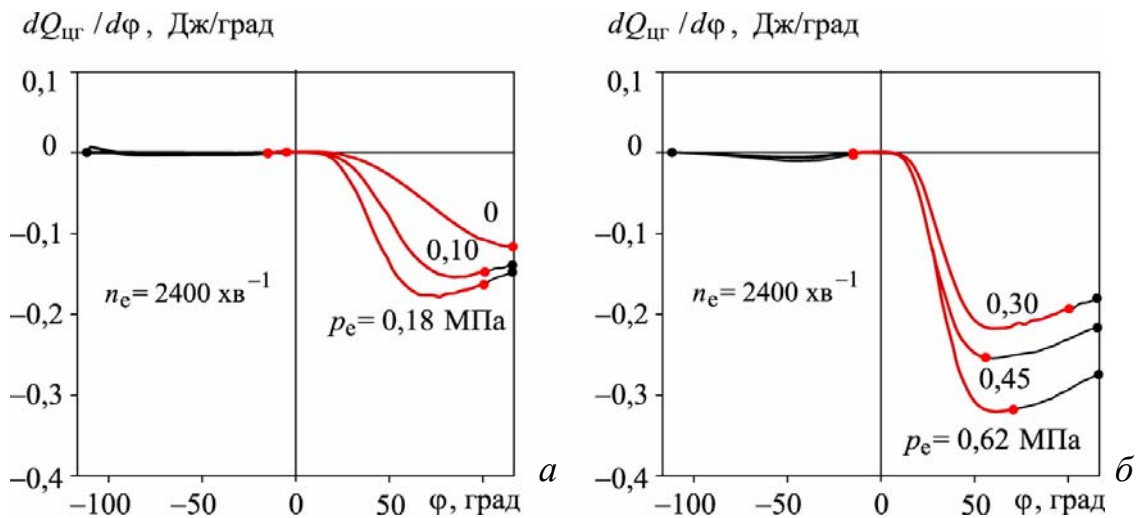 dQцг /dφ , Дж/град
0,1
0
–0,1
–0,2
–0,3
–0,4
0
0,10
nе = 2400 хв⁻¹
pе = 0,18 МПа
–100
–50
0
50
φ, град
а
dQцг /dφ , Дж/град
0,1
0
–0,1
–0,2
–0,3
–0,4
nе = 2400 хв⁻¹
0,30
0,45
pе = 0,62 МПа
–100
–50
0
50
φ, град
б